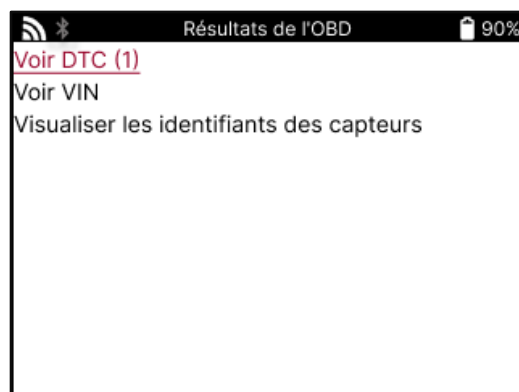 Résultats de l'OBD 90%
Voir DTC (1)
Voir VIN
Visualiser les identifiants des capteurs